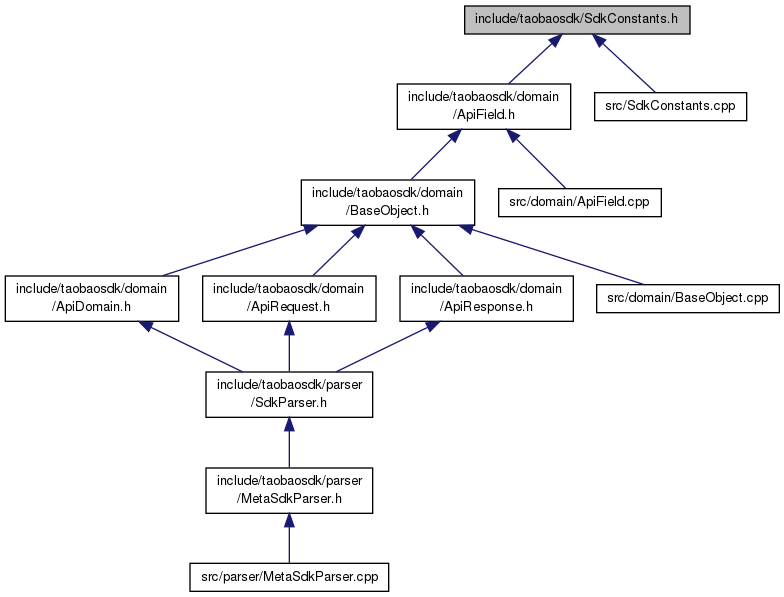 include/taobaosdk/SdkConstants.h
include/taobaosdk/domain
/ApiField.h
src/SdkConstants.cpp
include/taobaosdk/domain
/BaseObject.h
src/domain/ApiField.cpp
include/taobaosdk/domain
/ApiDomain.h
include/taobaosdk/domain
/ApiRequest.h
include/taobaosdk/domain
/ApiResponse.h
src/domain/BaseObject.cpp
include/taobaosdk/parser
/SdkParser.h
include/taobaosdk/parser
/MetaSdkParser.h
src/parser/MetaSdkParser.cpp